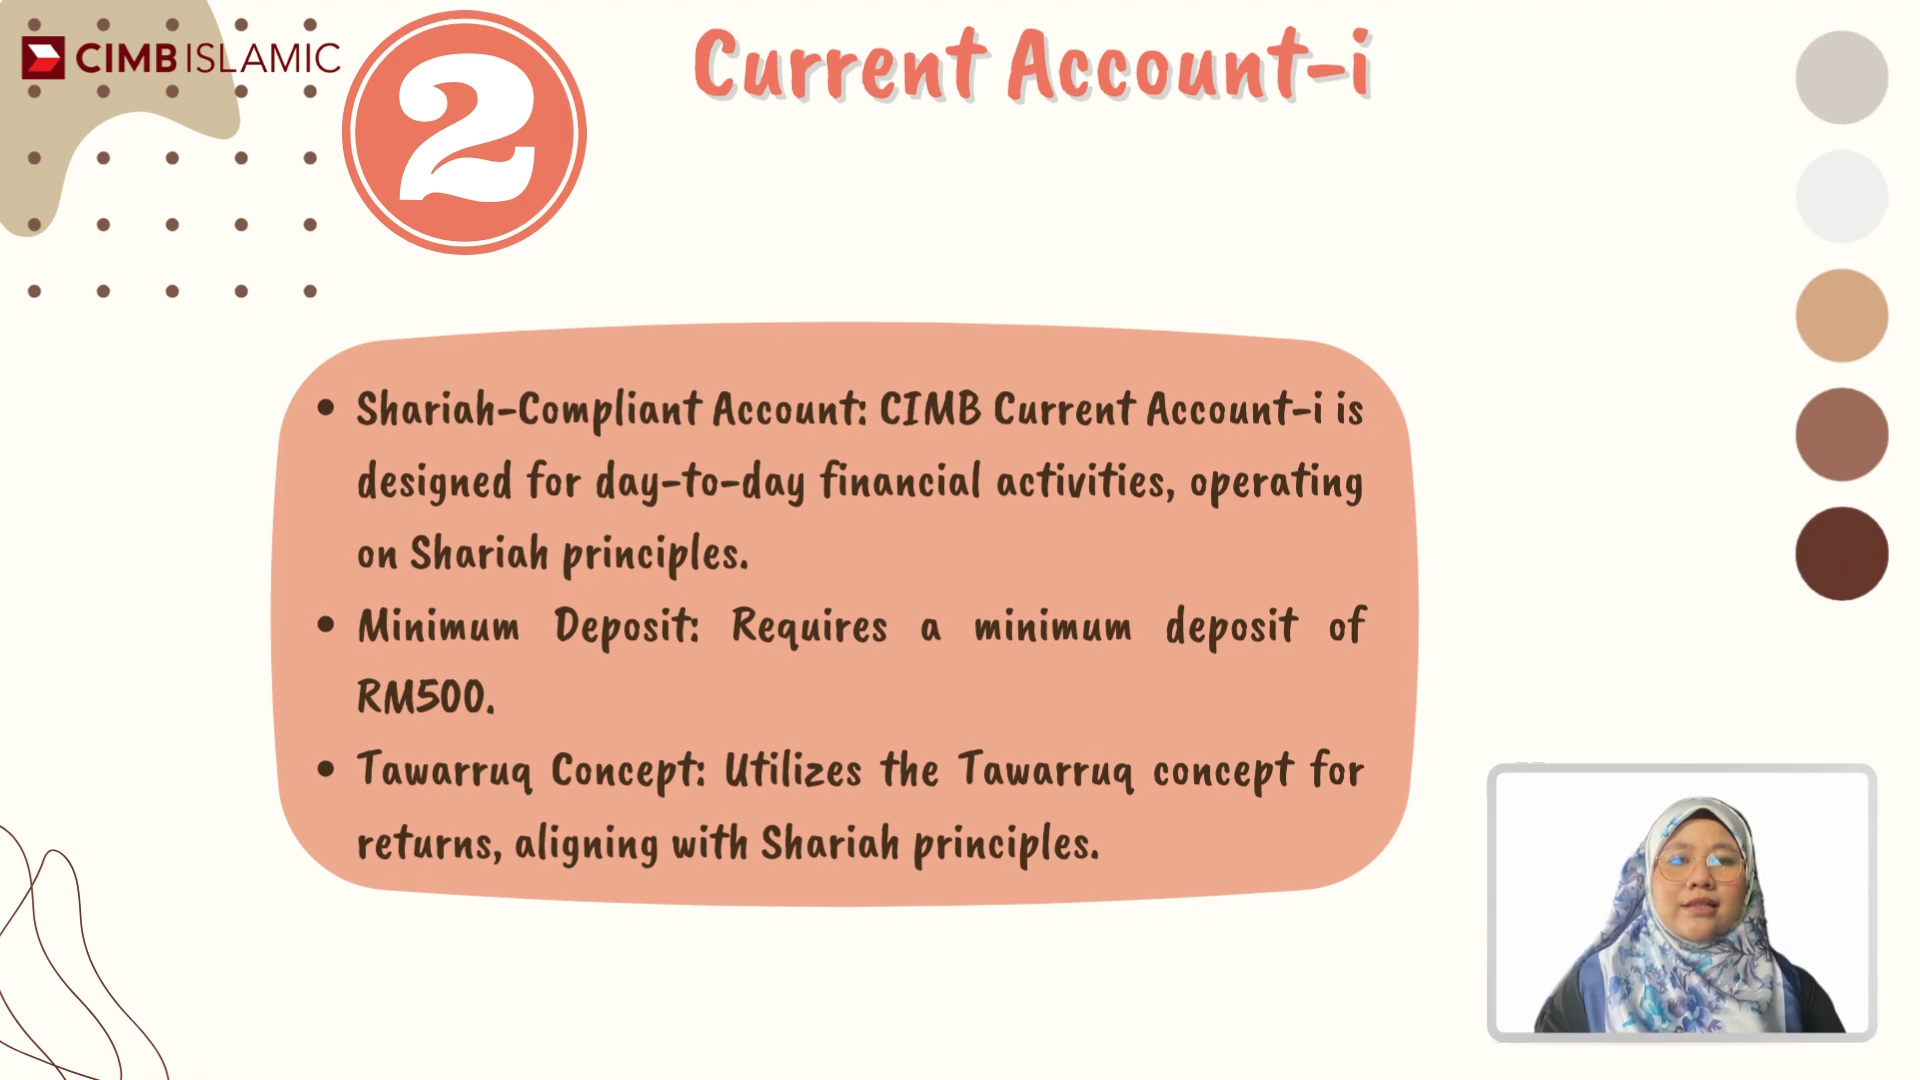 CIMB ISLAMIC
2
Current Account-i
• Shariah-Compliant Account: CIMB Current Account-i is
designed for day-to-day financial activities, operating
on Shariah principles.
• Minimum Deposit: Requires a minimum deposit of
RM500.
• Tawarruq Concept: Utilizes the Tawarruq concept for
returns, aligning with Shariah principles.